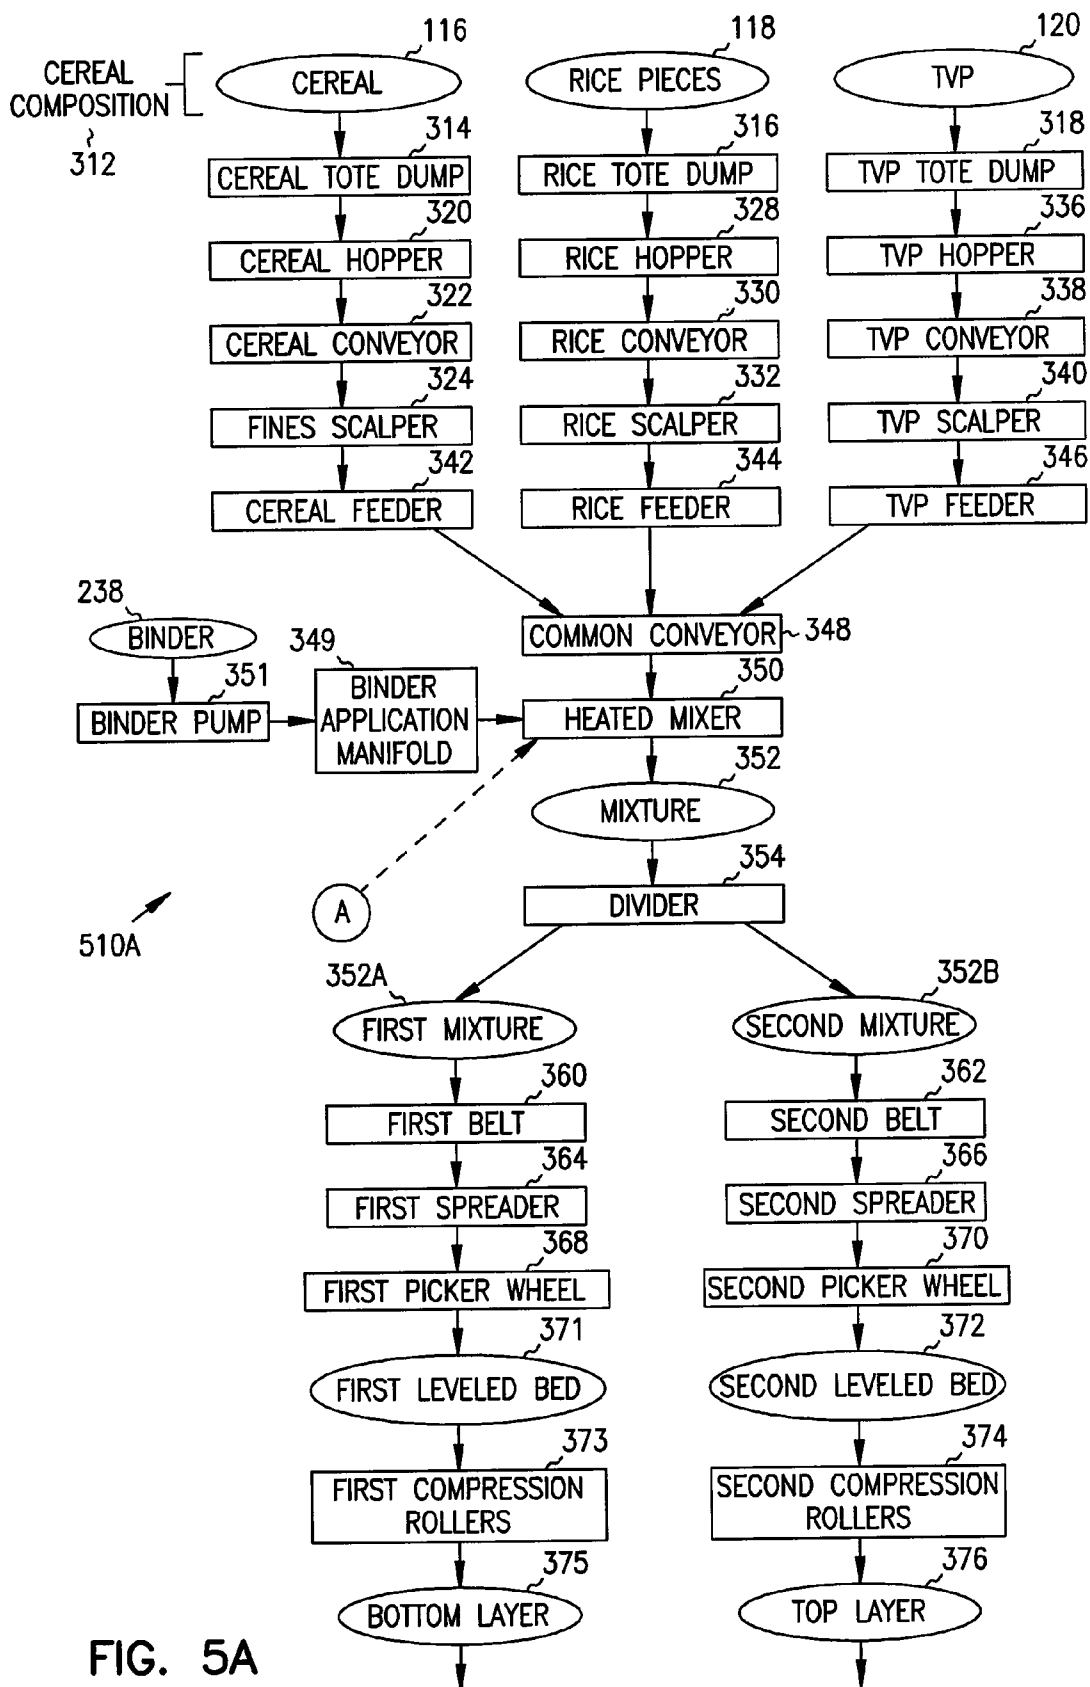 116
118
120
CEREAL
COMPOSITION
312
CEREAL
RICE PIECES
TVP
314
316
318
CEREAL TOTE DUMP
RICE TOTE DUMP
TVP TOTE DUMP
320
328
336
CEREAL HOPPER
RICE HOPPER
TVP HOPPER
322
330
338
CEREAL CONVEYOR
RICE CONVEYOR
TVP CONVEYOR
324
332
340
FINES SCALPER
RICE SCALPER
TVP SCALPER
342
344
346
CEREAL FEEDER
RICE FEEDER
TVP FEEDER
238
BINDER
COMMON CONVEYOR
348
351
349
350
BINDER PUMP
BINDER
APPLICATION
MANIFOLD
HEATED MIXER
352
MIXTURE
354
A
DIVIDER
510A
352A
352B
FIRST MIXTURE
SECOND MIXTURE
360
362
FIRST BELT
SECOND BELT
364
366
FIRST SPREADER
SECOND SPREADER
368
370
FIRST PICKER WHEEL
SECOND PICKER WHEEL
371
372
FIRST LEVELED BED
SECOND LEVELED BED
373
374
FIRST COMPRESSION
ROLLERS
SECOND COMPRESSION
ROLLERS
375
376
BOTTOM LAYER
TOP LAYER
FIG. 5A